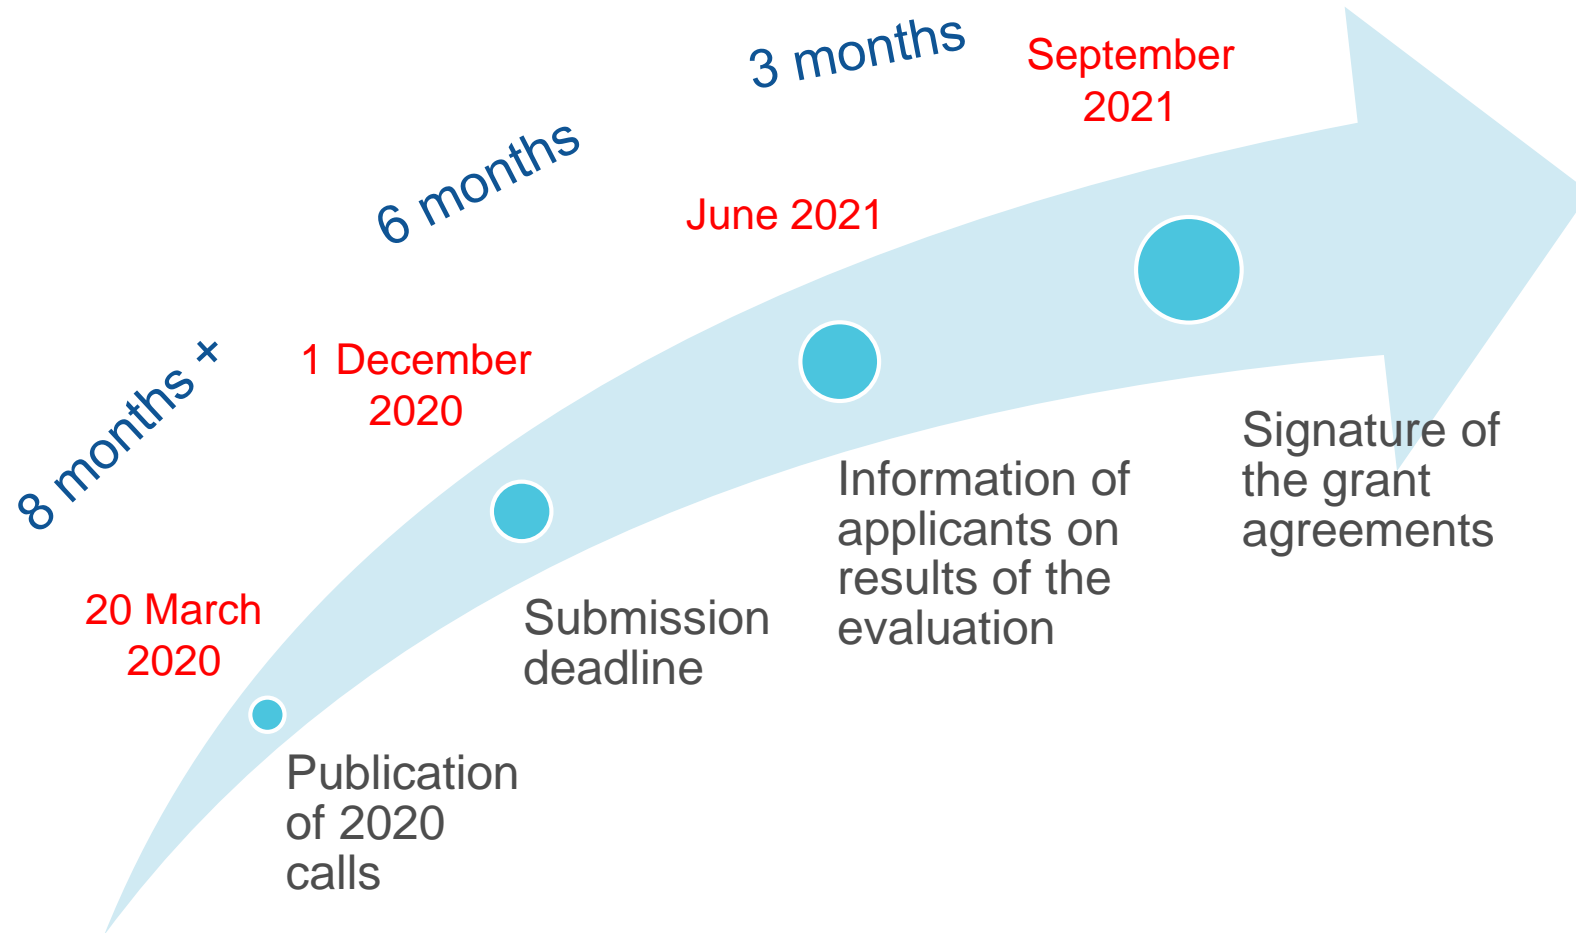 8 months +
6 months
3 months
20 March
2020
1 December
2020
June 2021
September
2021
Publication
of 2020
calls
Submission
deadline
Information of
applicants on
results of the
evaluation
Signature of
the grant
agreements